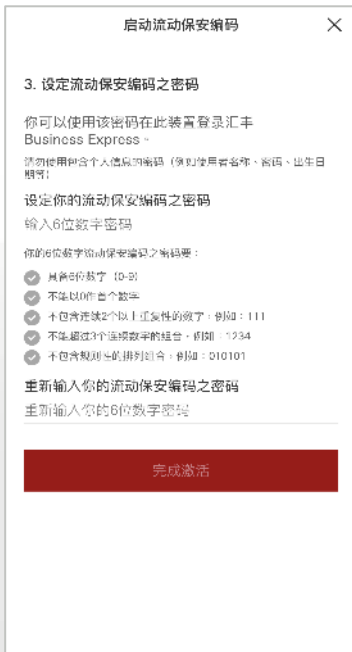 启动流动保安编码
3. 设定流动保安编码之密码
你可以使用该密码在此装置登录汇丰
Business Express。
请勿使用包含个人信息的密码（例如使用者名称、密码、出生日
期等）
设定你的流动保安编码之密码
输入6位数字密码
你的6位数字流动保安编码之密码要：
具备6位数字（0-9）
不能以0作首个数字
不包含连续2个以上重复性的数字，例如：111
不能超过3个连续数字的组合，例如：1234
不包含规则性的排列组合，例如：010101
重新输入你的流动保安编码之密码
重新输入你的6位数字密码
完成激活